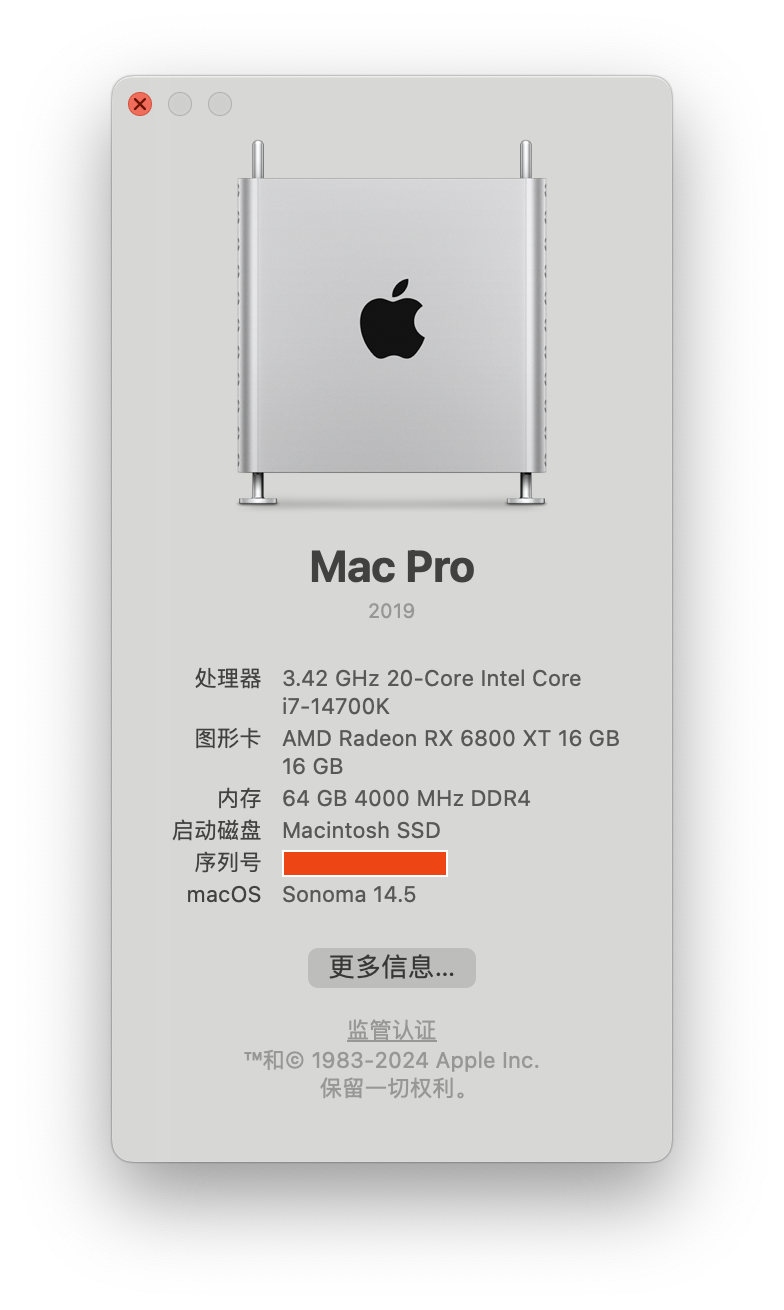 Mac Pro
2019
处理器 3.42 GHz 20-Core Intel Core
i7-14700K
图形卡 AMD Radeon RX 6800 XT 16 GB
16 GB
内存 64 GB 4000 MHz DDR4
启动磁盘 Macintosh SSD
序列号
macOS Sonoma 14.5
更多信息...
监管认证
™和© 1983-2024 Apple Inc.
保留一切权利。